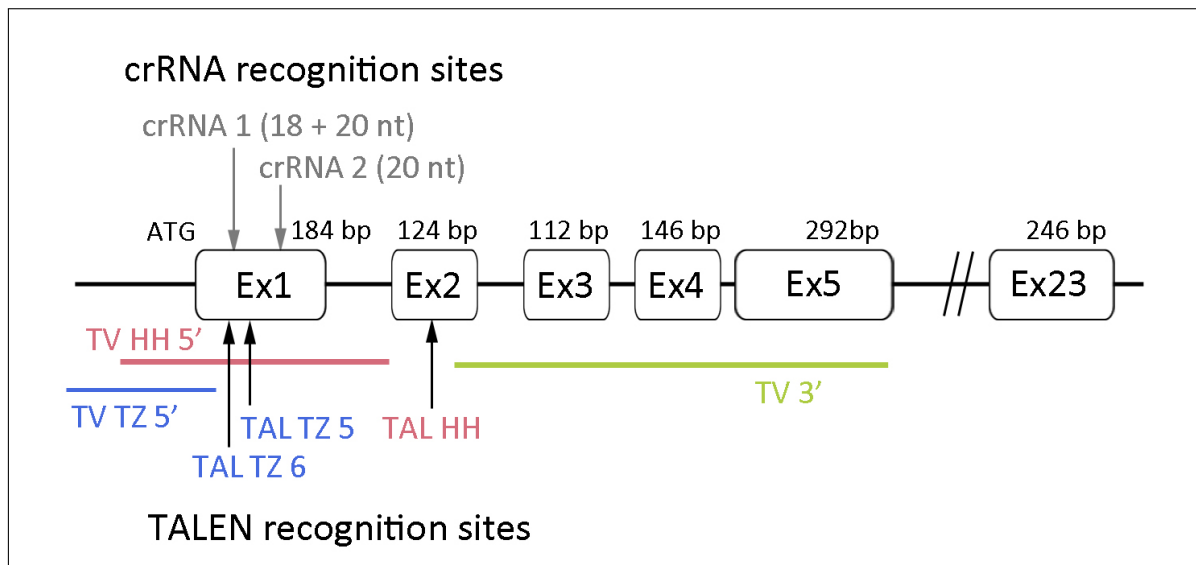 crRNA recognition sites
crRNA 1 (18 + 20 nt)
crRNA 2 (20 nt)
ATG 184 bp 124 bp 112 bp 146 bp 292bp 246 bp
Ex1 Ex2 Ex3 Ex4 Ex5 Ex23
TV HH 5’
TV 3’
TV TZ 5’
TAL TZ 5 TAL HH
TAL TZ 6
TALEN recognition sites